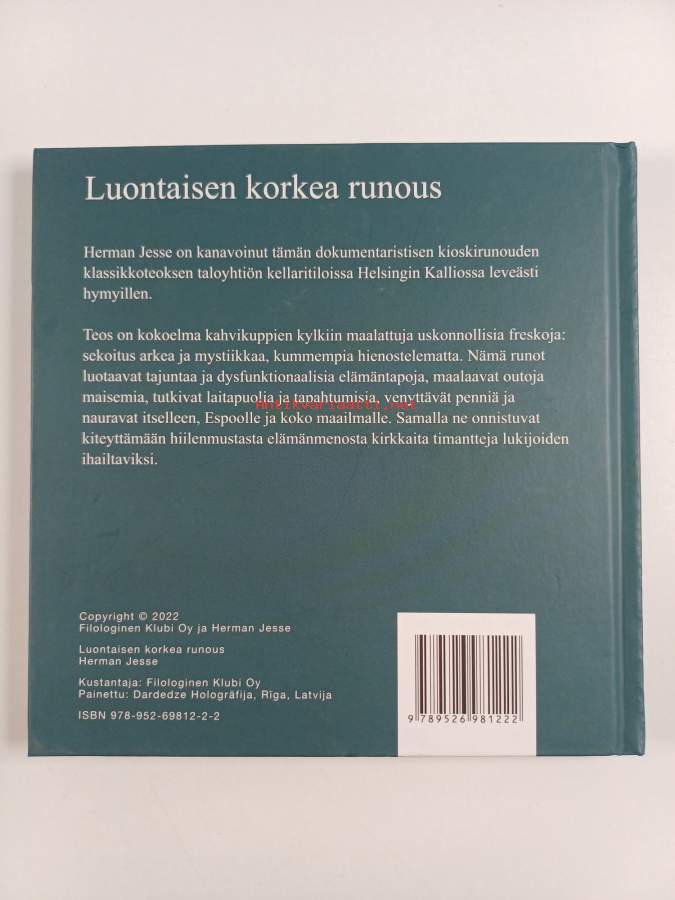 Luontaisen korkea runous
Herman Jesse on kanavoinut tämän dokumentaristisen kioskirunouden
klassikkoteoksen taloyhtiön kellaritiloissa Helsingin Kalliossa leveästi
hymyillen.
Teos on kokoelma kahvikuppien kylkiin maalattuja uskonnollisia freskoja:
sekoitus arkea ja mystiikkaa, kummempia hienostelematta. Nämä runot
luotaavat tajuntaa ja dysfunktionaalisia elämäntapoja, maalaavat outoja
maisemia, tutkivat laitapuolia ja tapahtumisia, venyttävät penniä ja
Antikvariaatti.net
nauravat itselleen, Espoolle ja koko maailmalle. Samalla ne onnistuvat
kiteyttämään hiilenmustasta elämänmenosta kirkkaita timantteja lukijoiden
ihailtaviksi.
Copyright © 2022
Filologinen Klubi Oy ja Herman Jesse
Luontaisen korkea runous
Herman Jesse
Kustantaja: Filologinen Klubi Oy
Painettu: Dardedze Hologrāfija, Rīga, Latvija
ISBN 978-952-69812-2-2
9 789526 981222